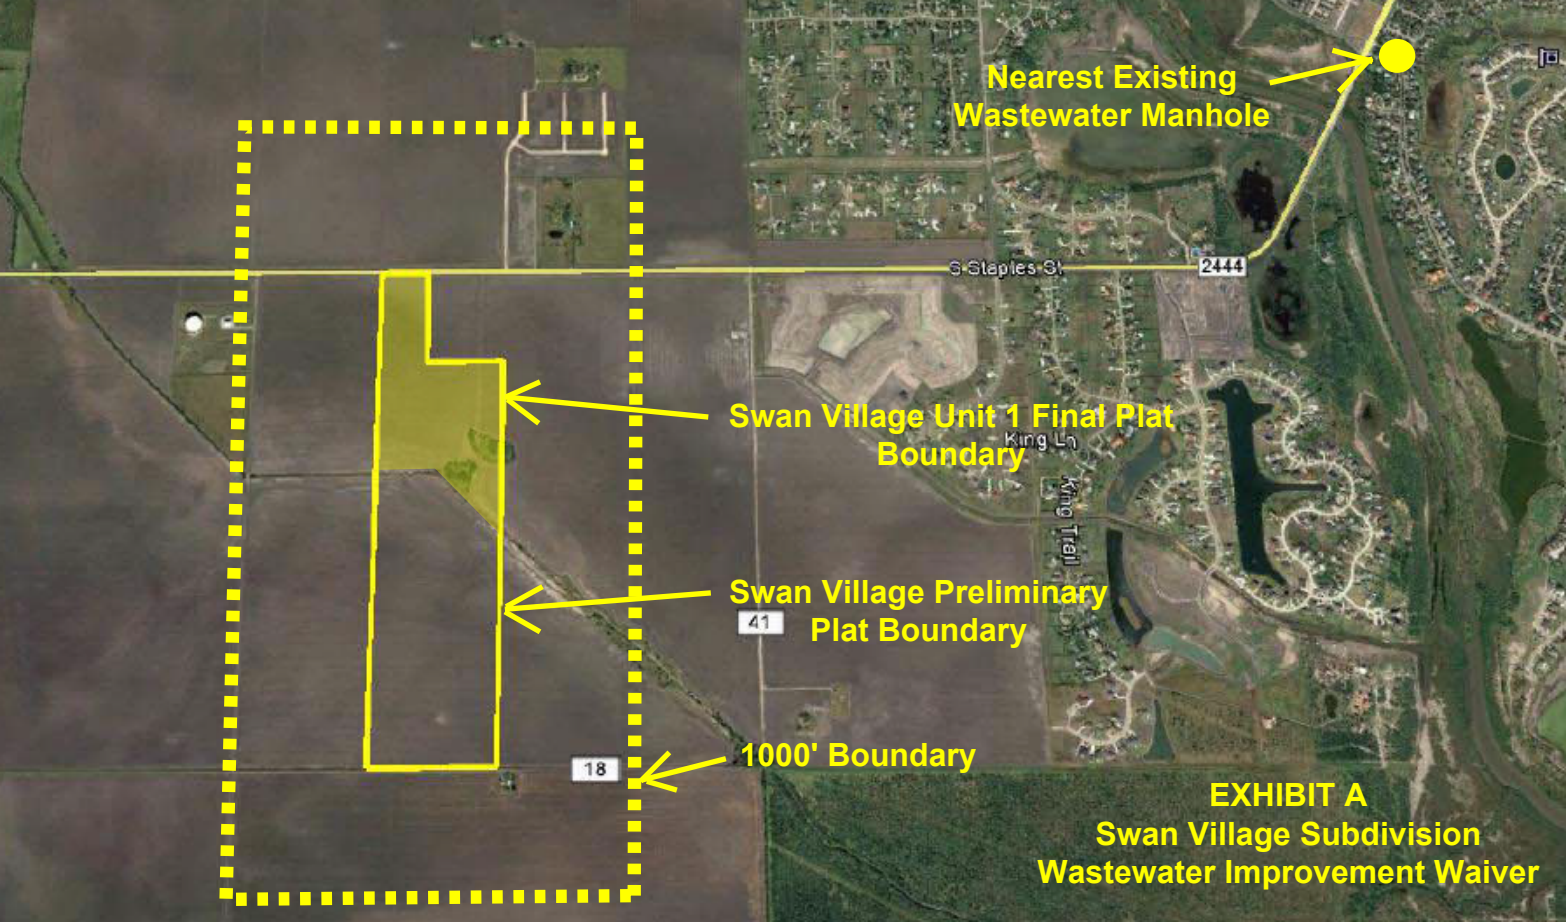 Nearest Existing
Wastewater Manhole
S Staples St
2444
Swan Village Unit 1 Final Plat
Boundary
King Ln
King Trail
Swan Village Preliminary
Plat Boundary
41
1000' Boundary
18
EXHIBIT A
Swan Village Subdivision
Wastewater Improvement Waiver